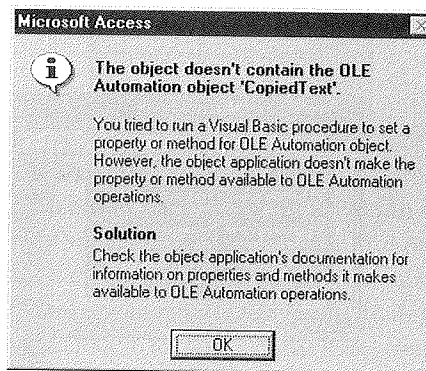 Microsoft Access
The object doesn't contain the OLE
Automation object 'CopiedText'.
You tried to run a Visual Basic procedure to set a
property or method for OLE Automation object.
However, the object application doesn't make the
property or method available to OLE Automation
operations.
Solution
Check the object application's documentation for
information on properties and methods it makes
available to OLE Automation operations.
OK